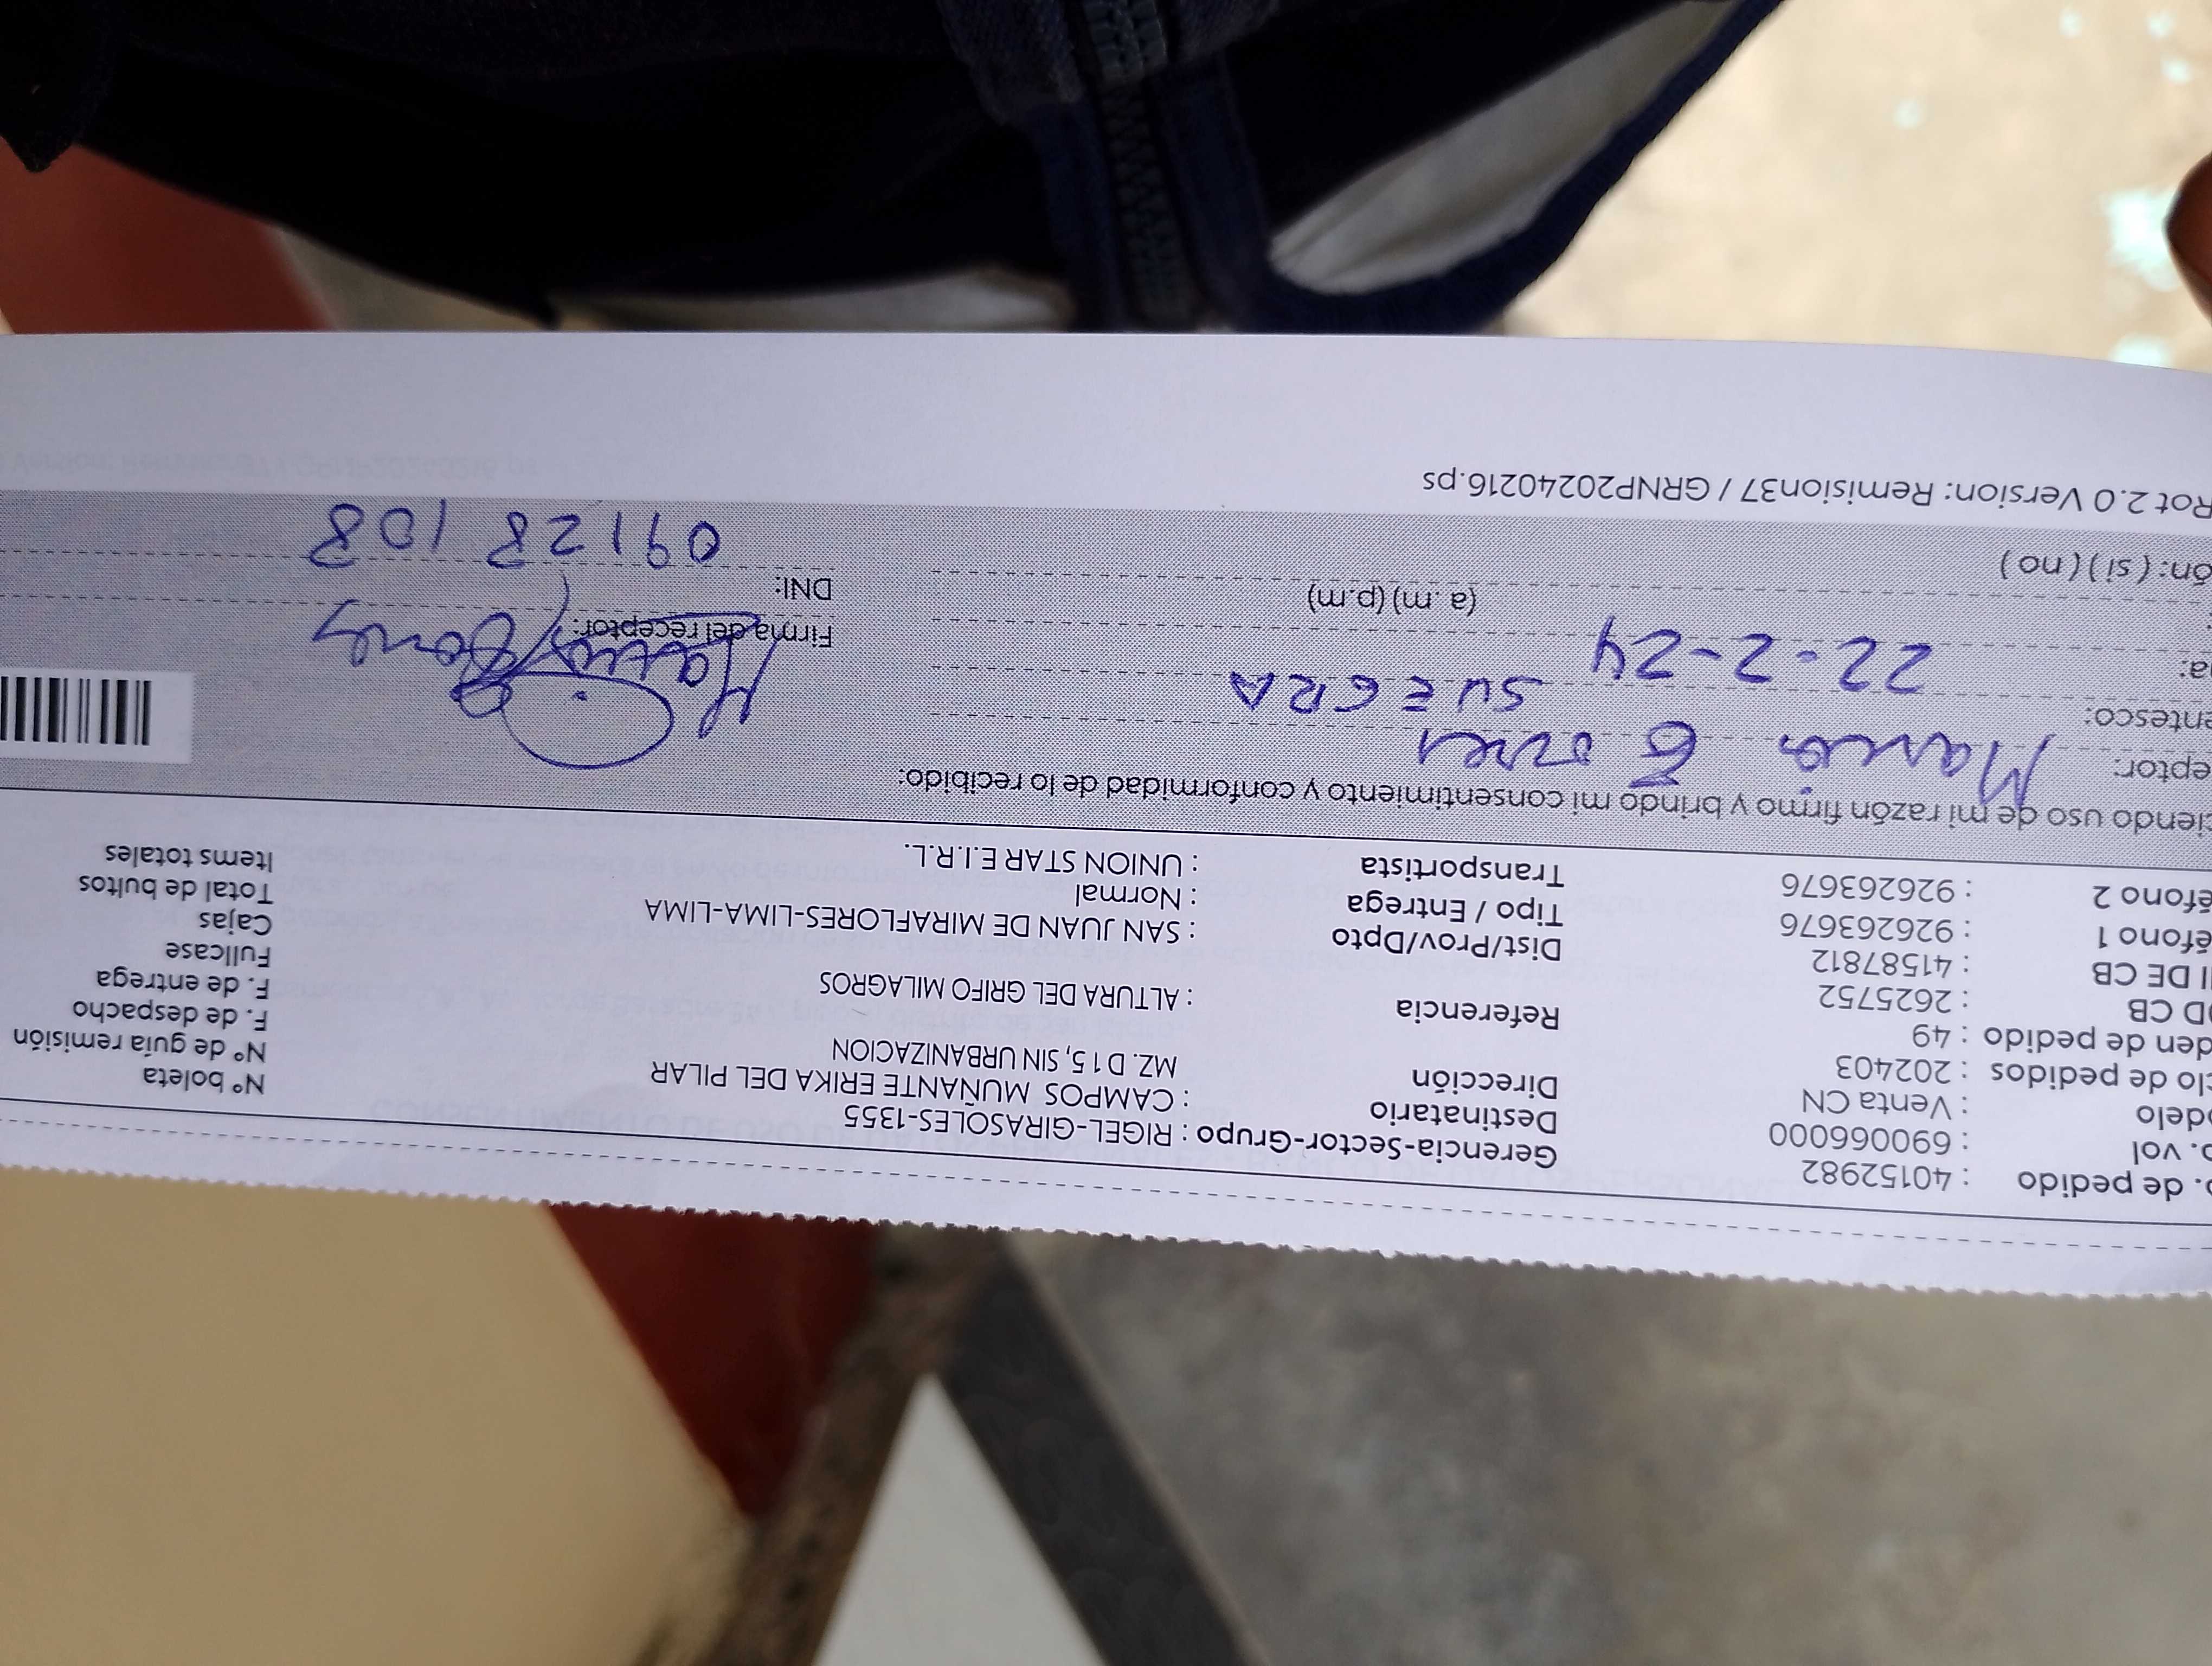 o. de pedido : 40152982
o. vol : 690066000
odelo : Venta CN
clo de pedidos : 202403
den de pedido : 49
OD CB : 2625752
II DE CB : 41587812
éfono 1 : 926263676
éfono 2 : 926263676
Gerencia-Sector-Grupo : RIGEL-GIRASOLES-1355
Destinatario : CAMPOS MUÑANTE ERIKA DEL PILAR
Dirección MZ. D1 5, SIN URBANIZACION
Referencia : ALTURA DEL GRIFO MILAGROS
Dist/Prov/Dpto : SAN JUAN DE MIRAFLORES-LIMA-LIMA
Tipo / Entrega : Normal
Transportista : UNION STAR E.I.R.L.
N° boleta
N° de guía remisión
F. de despacho
F. de entrega
Fullcase
Cajas
Total de bultos
Items totales
ciendo uso de mi razón firmo y brindo mi consentimiento y conformidad de lo recibido:
eptor:
entesco: SUEGRA
a: 22-2-24
: (a. m) (p.m)
ón: ( si ) ( no )
Firma del receptor:
DNI: 09128108
Rot 2.0 Version: Remision37 / GRNP20240216.ps